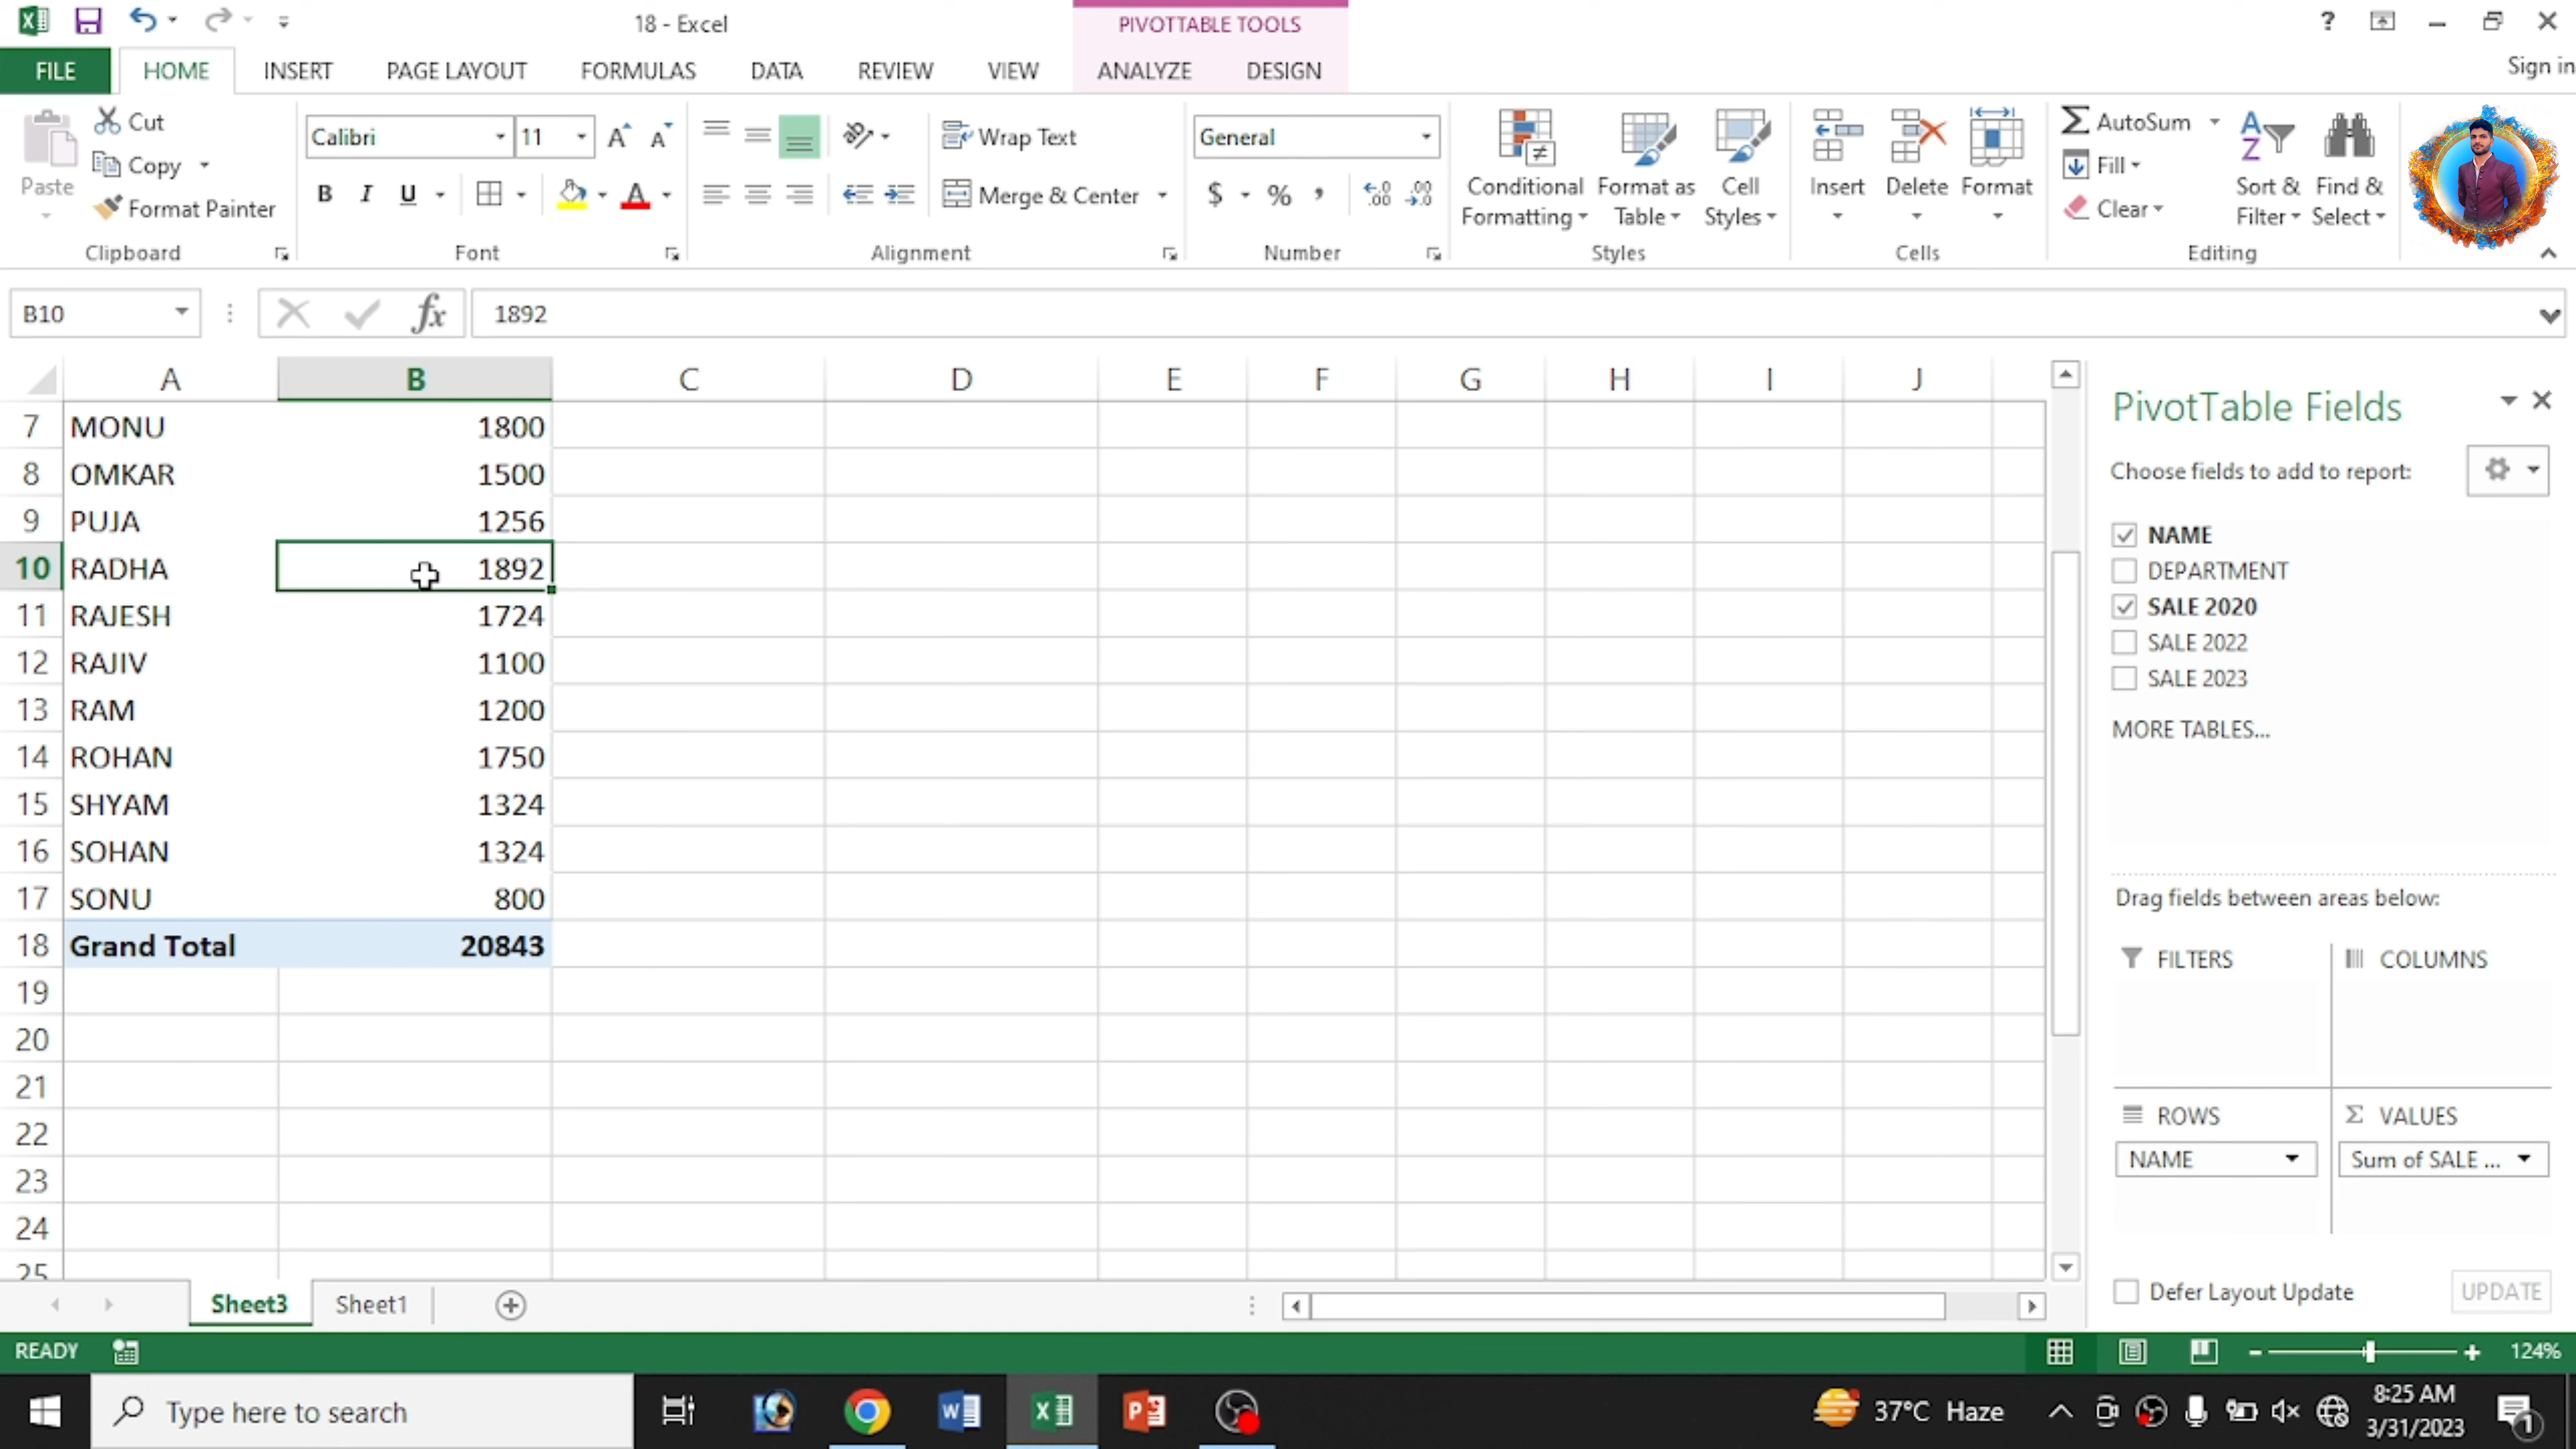 18 - Excel
PIVOTTABLE TOOLS
?
FILE HOME INSERT PAGE LAYOUT FORMULAS DATA REVIEW VIEW ANALYZE DESIGN Sign in
Paste Cut
Copy
Format Painter
Clipboard
Calibri 11
B I U A
Font
Wrap Text
Merge & Center
Alignment
General
$ % ,
Number
Conditional Formatting
Format as Table
Cell Styles
Styles
Insert Delete Format
Cells
AutoSum
Fill
Clear
Sort & Filter
Find & Select
Editing
B10 fx 1892
A B C D E F G H I J
7 MONU 1800
8 OMKAR 1500
9 PUJA 1256
10 RADHA 1892
11 RAJESH 1724
12 RAJIV 1100
13 RAM 1200
14 ROHAN 1750
15 SHYAM 1324
16 SOHAN 1324
17 SONU 800
18 Grand Total 20843
19
20
21
22
23
24
25
PivotTable Fields
Choose fields to add to report:
NAME
DEPARTMENT
SALE 2020
SALE 2022
SALE 2023
MORE TABLES...
Drag fields between areas below:
FILTERS COLUMNS
ROWS VALUES
NAME Sum of SALE ...
Defer Layout Update UPDATE
Sheet3 Sheet1
READY 124%
Type here to search
37°C Haze
8:25 AM
3/31/2023
1